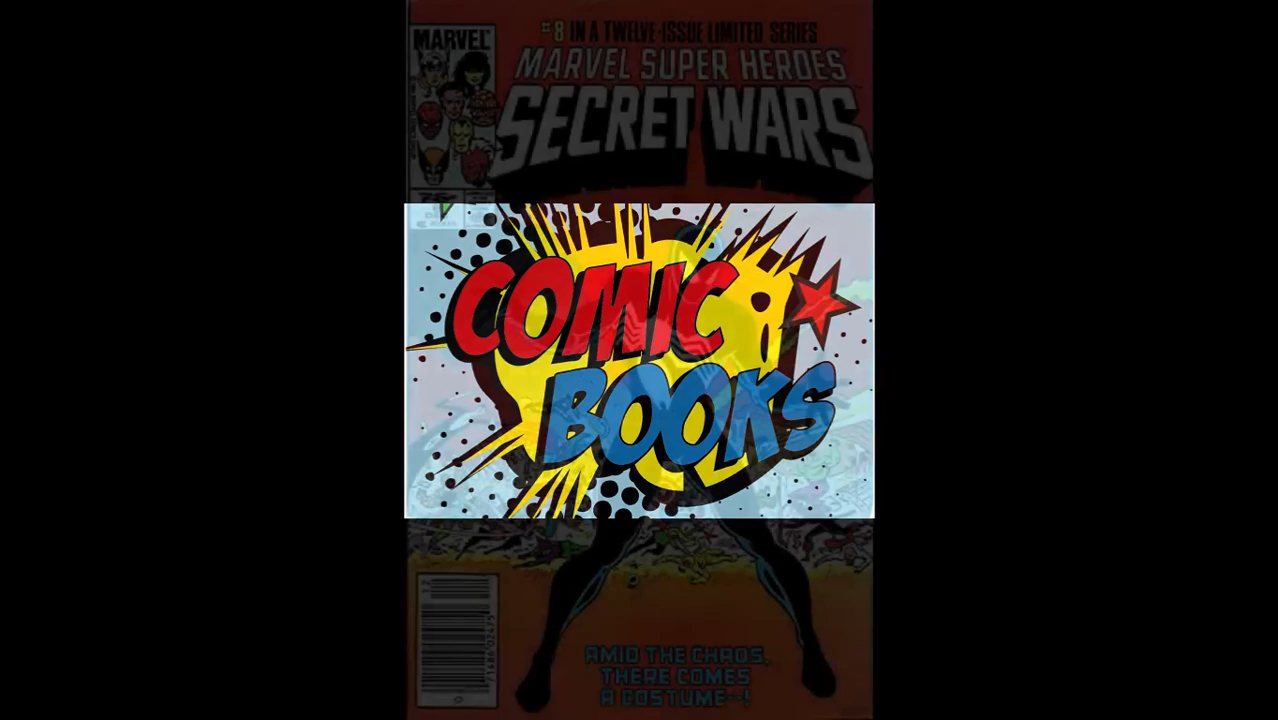 #8 IN A TWELVE-ISSUE LIMITED SERIES
MARVEL
MARVEL SUPER HEROES
SECRET WARS
COMIC
BOOKS
AMID THE CHAOS,
THERE COMES
A COSTUME--!